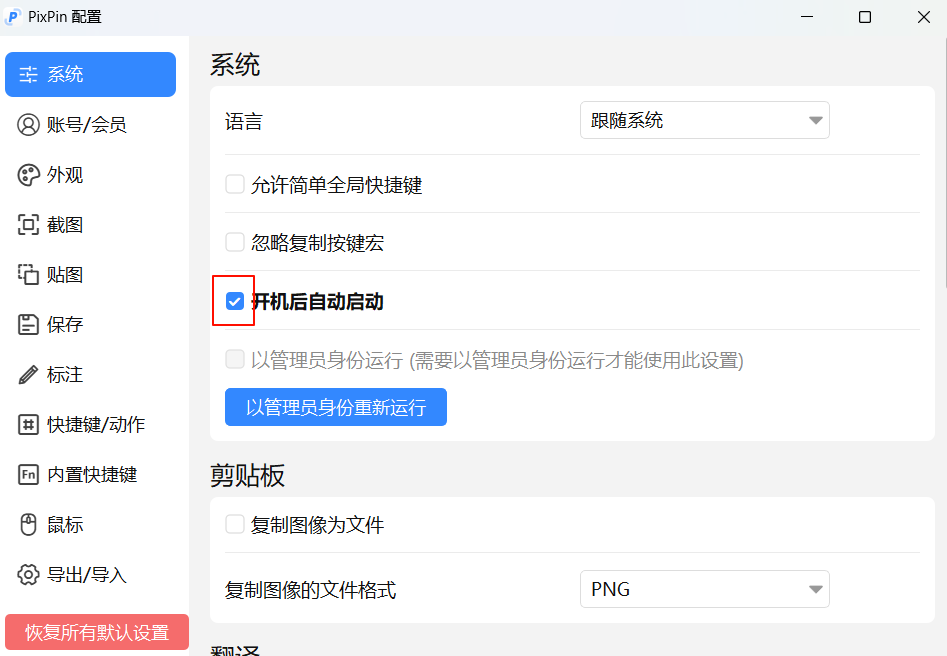 PixPin 配置
系统
账号/会员
外观
截图
贴图
保存
标注
快捷键/动作
内置快捷键
鼠标
导出/导入
恢复所有默认设置
系统
语言
跟随系统
允许简单全局快捷键
忽略复制按键宏
开机后自动启动
以管理员身份运行 (需要以管理员身份运行才能使用此设置)
以管理员身份重新运行
剪贴板
复制图像为文件
复制图像的文件格式
PNG
翻译